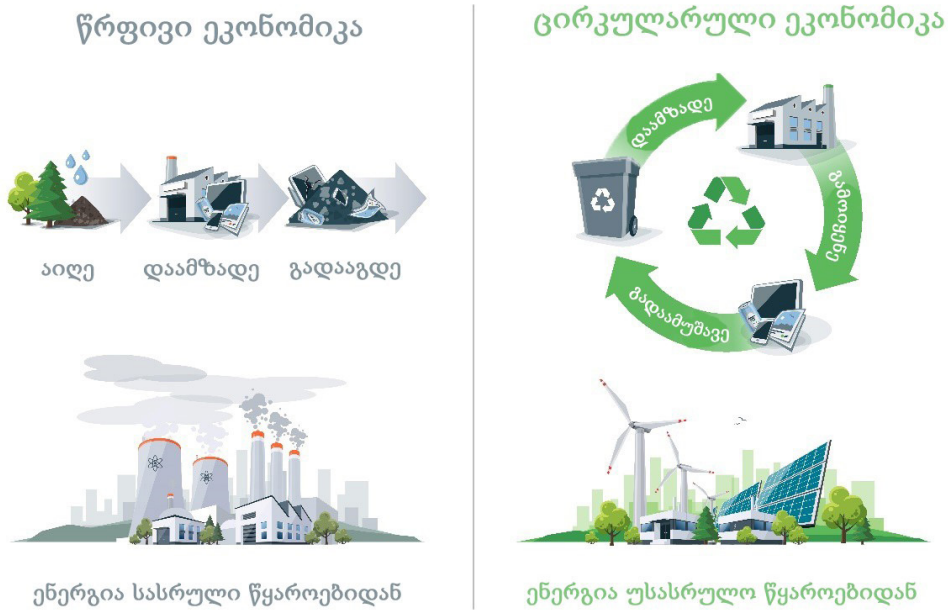 წრფივი ეკონომიკა
აიღე
დაამზადე
გადააგდე
ენერგია სასრული წყაროებიდან
ცირკულარული ეკონომიკა
დაამზადე
გამოიყენე
გადაამუშავე
ენერგია უსასრულო წყაროებიდან